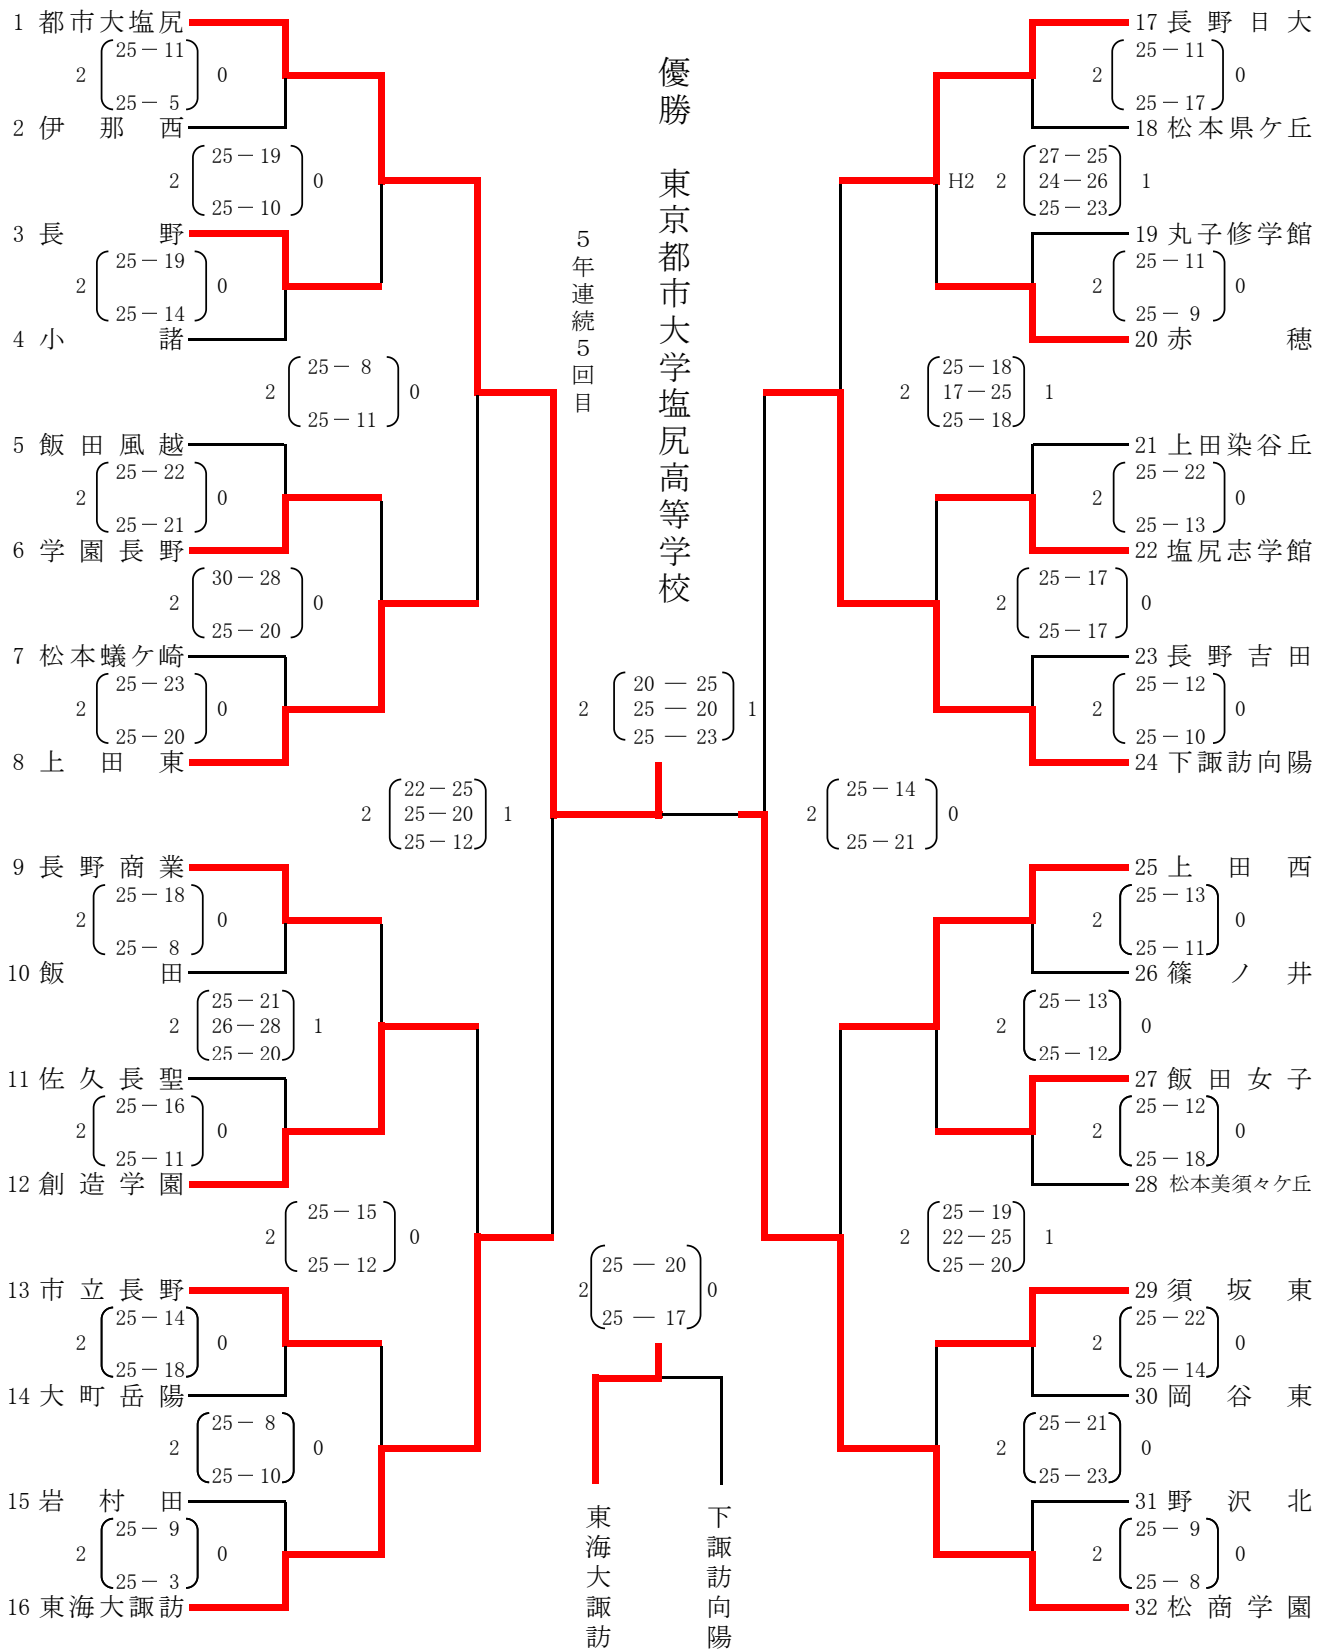 1 都市大塩尻
25－11
2 0
25－ 5
2 伊那西
25－19
2 0
25－10
3 長野
25－19
2 0
25－14
4 小諸
25－ 8
2 0
25－11
5 飯田風越
25－22
2 0
25－21
6 学園長野
30－28
2 0
25－20
7 松本蟻ケ崎
25－23
2 0
25－20
8 上田東
22－25
2 25－20 1
25－12
9 長野商業
25－18
2 0
25－ 8
10 飯田
25－21
2 26－28 1
25－20
11 佐久長聖
25－16
2 0
25－11
12 創造学園
25－15
2 0
25－12
13 市立長野
25－14
2 0
25－18
14 大町岳陽
25－ 8
2 0
25－10
15 岩村田
25－ 9
2 0
25－ 3
16 東海大諏訪
優勝 東京都市大学塩尻高等学校
５年連続５回目
20 － 25
2 25 － 20 1
25 － 23
25 － 20
2 0
25 － 17
東海大諏訪
下諏訪向陽
17 長野日大
25－11
2 0
25－17
18 松本県ケ丘
27－25
H2 2 24－26 1
25－23
19 丸子修学館
25－11
2 0
25－ 9
20 赤穂
25－18
2 17－25 1
25－18
21 上田染谷丘
25－22
2 0
25－13
22 塩尻志学館
25－17
2 0
25－17
23 長野吉田
25－12
2 0
25－10
24 下諏訪向陽
25－14
2 0
25－21
25 上田西
25－13
2 0
25－11
26 篠ノ井
25－13
2 0
25－12
27 飯田女子
25－12
2 0
25－18
28 松本美須々ケ丘
25－19
2 22－25 1
25－20
29 須坂東
25－22
2 0
25－14
30 岡谷東
25－21
2 0
25－23
31 野沢北
25－ 9
2 0
25－ 8
32 松商学園